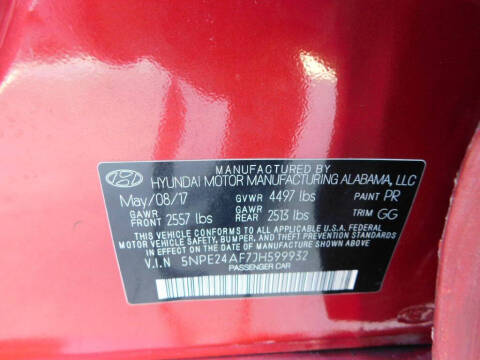 MANUFACTURED BY
HYUNDAI MOTOR MANUFACTURING ALABAMA, LLC
May/08/17 GVWR 4497 lbs PAINT PR
GAWR FRONT 2557 lbs GAWR REAR 2513 lbs TRIM GG
THIS VEHICLE CONFORMS TO ALL APPLICABLE U.S.A. FEDERAL
MOTOR VEHICLE SAFETY, BUMPER, AND THEFT PREVENTION STANDARDS
IN EFFECT ON THE DATE OF MANUFACTURE SHOWN ABOVE.
V.I.N 5NPE24AF7JH599932
PASSENGER CAR